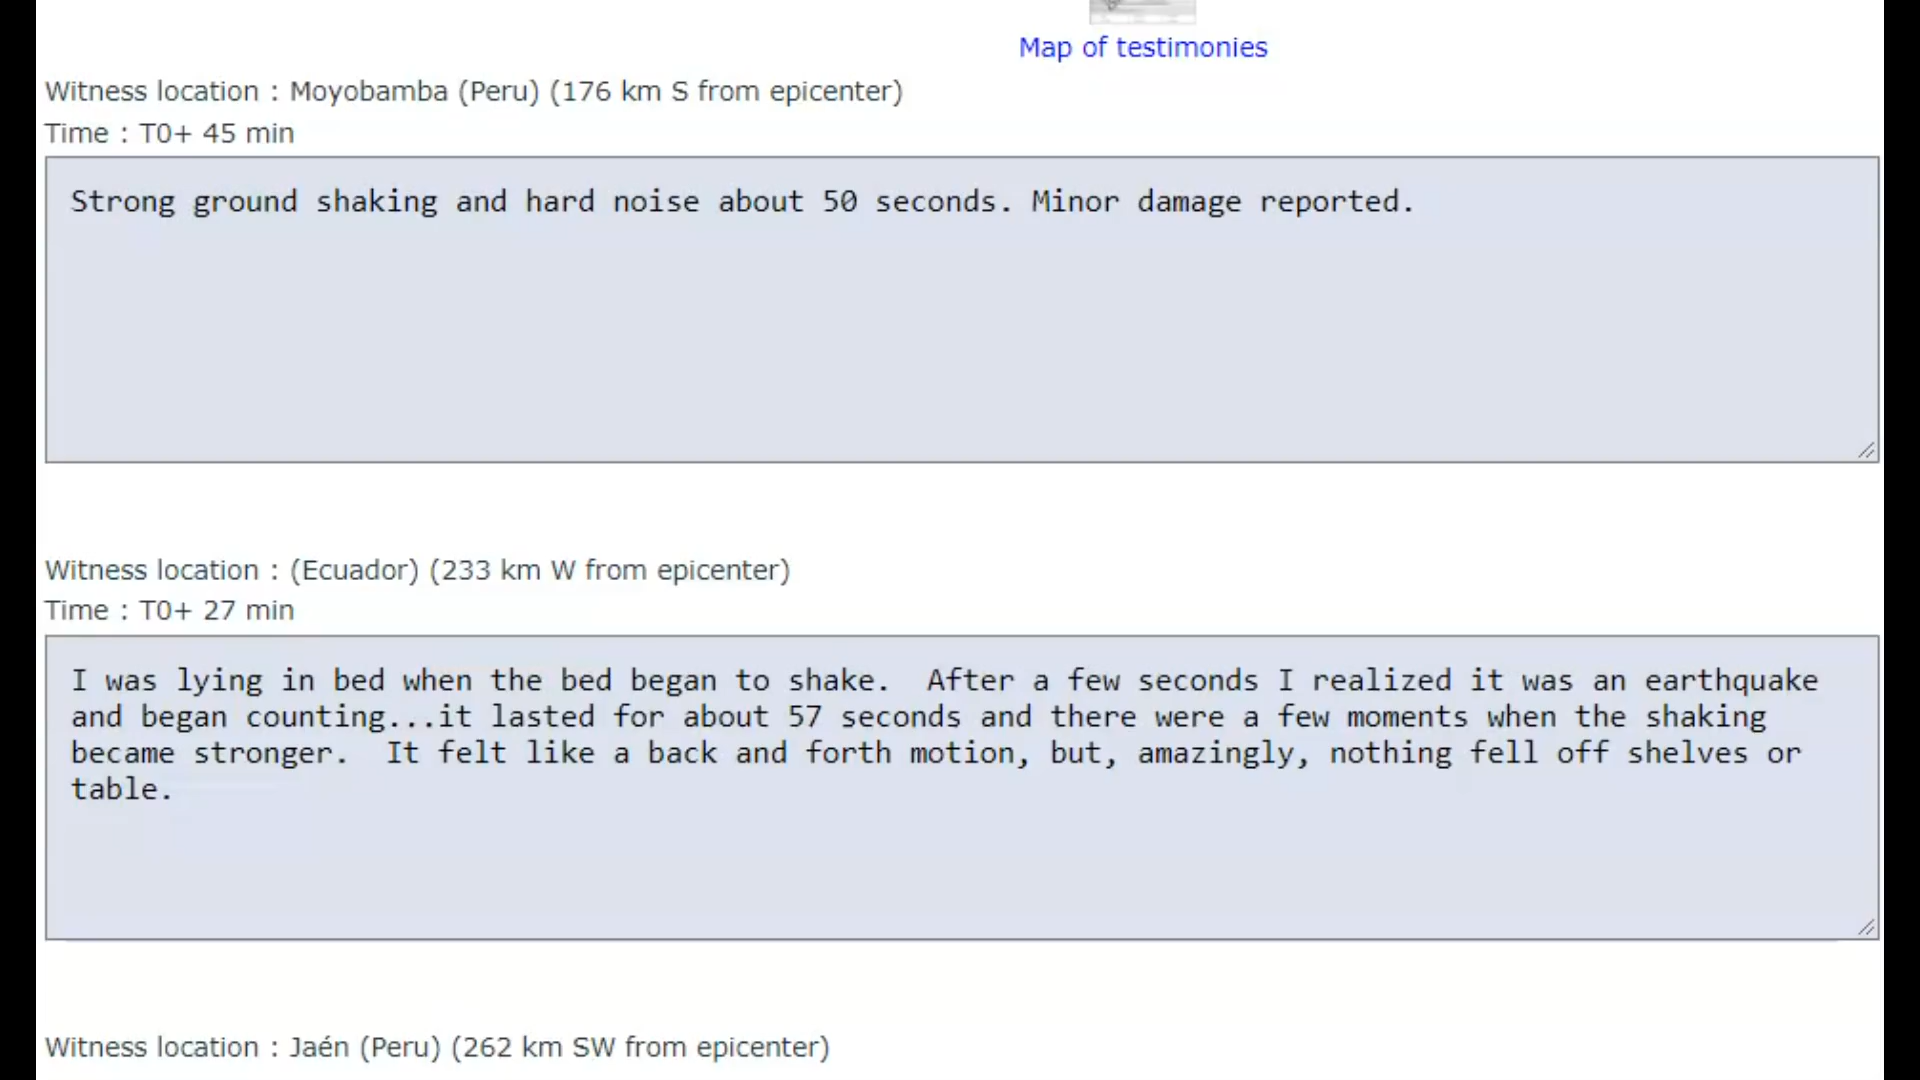 Map of testimonies
Witness location : Moyobamba (Peru) (176 km S from epicenter)
Time : T0+ 45 min
Strong ground shaking and hard noise about 50 seconds. Minor damage reported.
Witness location : (Ecuador) (233 km W from epicenter)
Time : T0+ 27 min
I was lying in bed when the bed began to shake.  After a few seconds I realized it was an earthquake
and began counting...it lasted for about 57 seconds and there were a few moments when the shaking
became stronger.  It felt like a back and forth motion, but, amazingly, nothing fell off shelves or
table.
Witness location : Jaén (Peru) (262 km SW from epicenter)